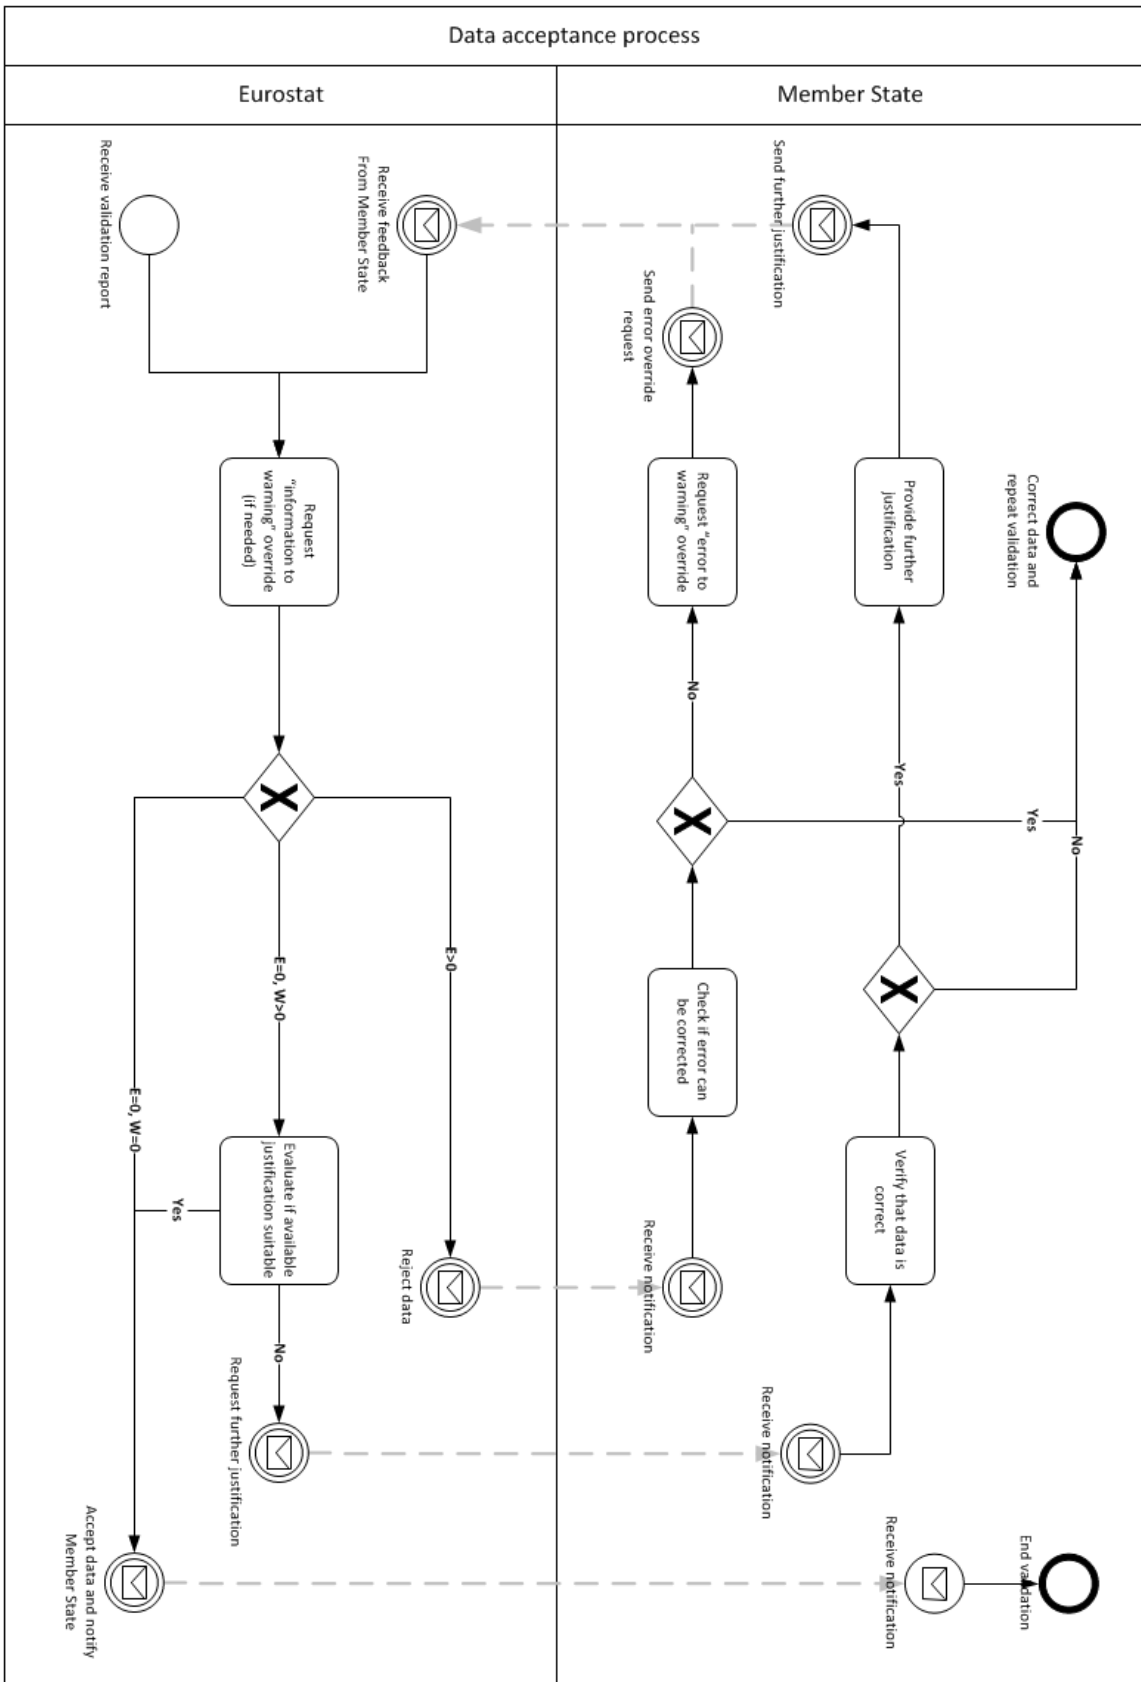 Data acceptance process
Eurostat
Member State
Receive validation report
Receive feedback
From Member State
Send further justification
Send error override
request
Request
“information to
warning” override
(if needed)
Request “error to
warning” override
Provide further
justification
Correct data and
repeat validation
No
Yes
Yes
No
E>0
E=0, W>0
E=0, W=0
Check if error can
be corrected
Verify that data is
correct
Evaluate if available
justification suitable
Yes
No
Reject data
Receive notification
Request further justification
Receive notification
Accept data and notify
Member State
Receive notification
End validation